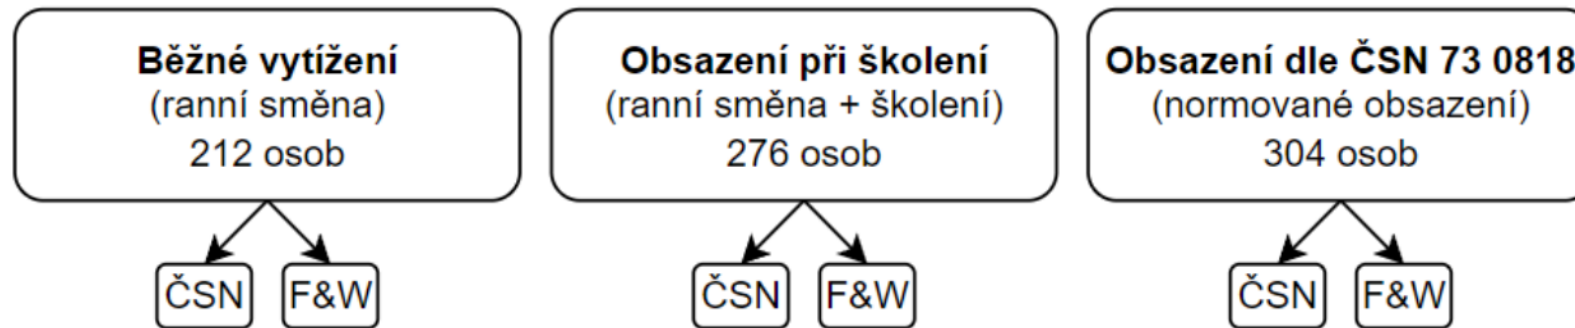 Běžné vytížení
(ranní směna)
212 osob
ČSN
F&W
Obsazení při školení
(ranní směna + školení)
276 osob
ČSN
F&W
Obsazení dle ČSN 73 0818
(normované obsazení)
304 osob
ČSN
F&W